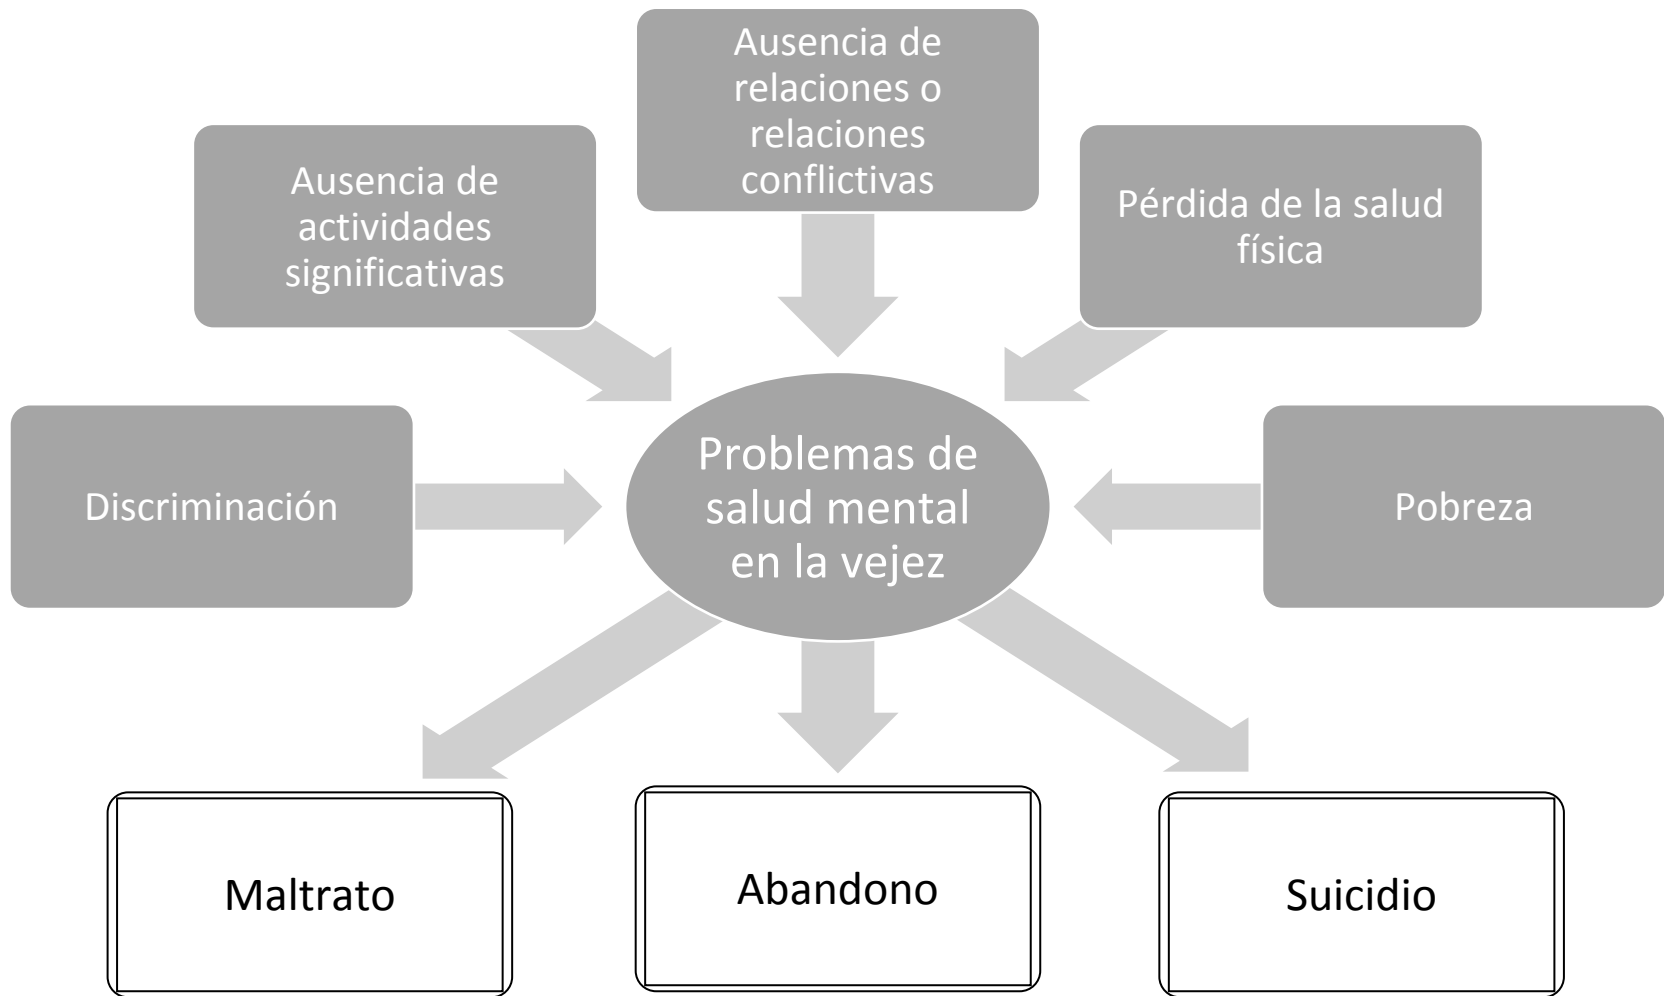 Ausencia de
relaciones o
relaciones
conflictivas
Ausencia de
actividades
significativas
Pérdida de la salud
física
Discriminación
Problemas de
salud mental
en la vejez
Pobreza
Maltrato
Abandono
Suicidio